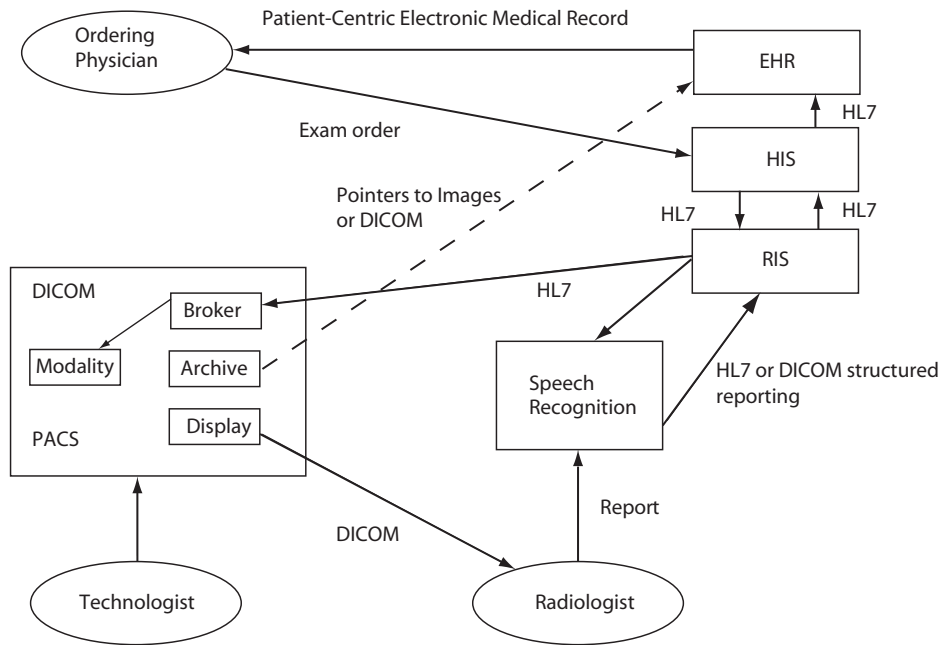 Patient-Centric Electronic Medical Record
Ordering
Physician
EHR
HL7
Exam order
HIS
Pointers to Images
or DICOM
HL7
HL7
RIS
DICOM
Broker
HL7
Modality
Archive
Speech
Recognition
HL7 or DICOM structured
reporting
Display
PACS
DICOM
Report
Technologist
Radiologist